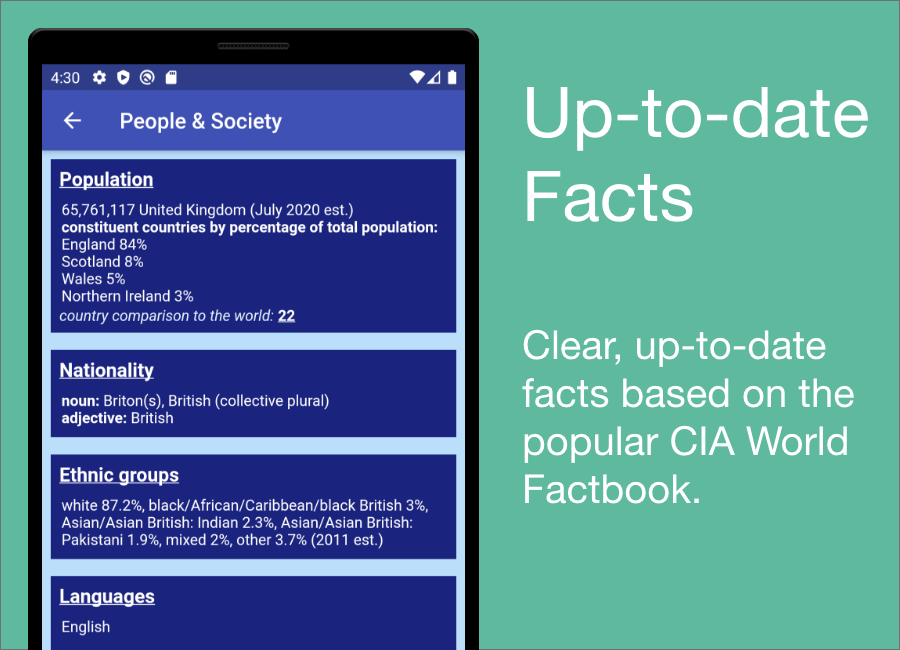 4:30
People & Society
Population
65,761,117 United Kingdom (July 2020 est.)
constituent countries by percentage of total population:
England 84%
Scotland 8%
Wales 5%
Northern Ireland 3%
country comparison to the world: 22
Nationality
noun: Briton(s), British (collective plural)
adjective: British
Ethnic groups
white 87.2%, black/African/Caribbean/black British 3%,
Asian/Asian British: Indian 2.3%, Asian/Asian British:
Pakistani 1.9%, mixed 2%, other 3.7% (2011 est.)
Languages
English
Up-to-date
Facts
Clear, up-to-date
facts based on the
popular CIA World
Factbook.